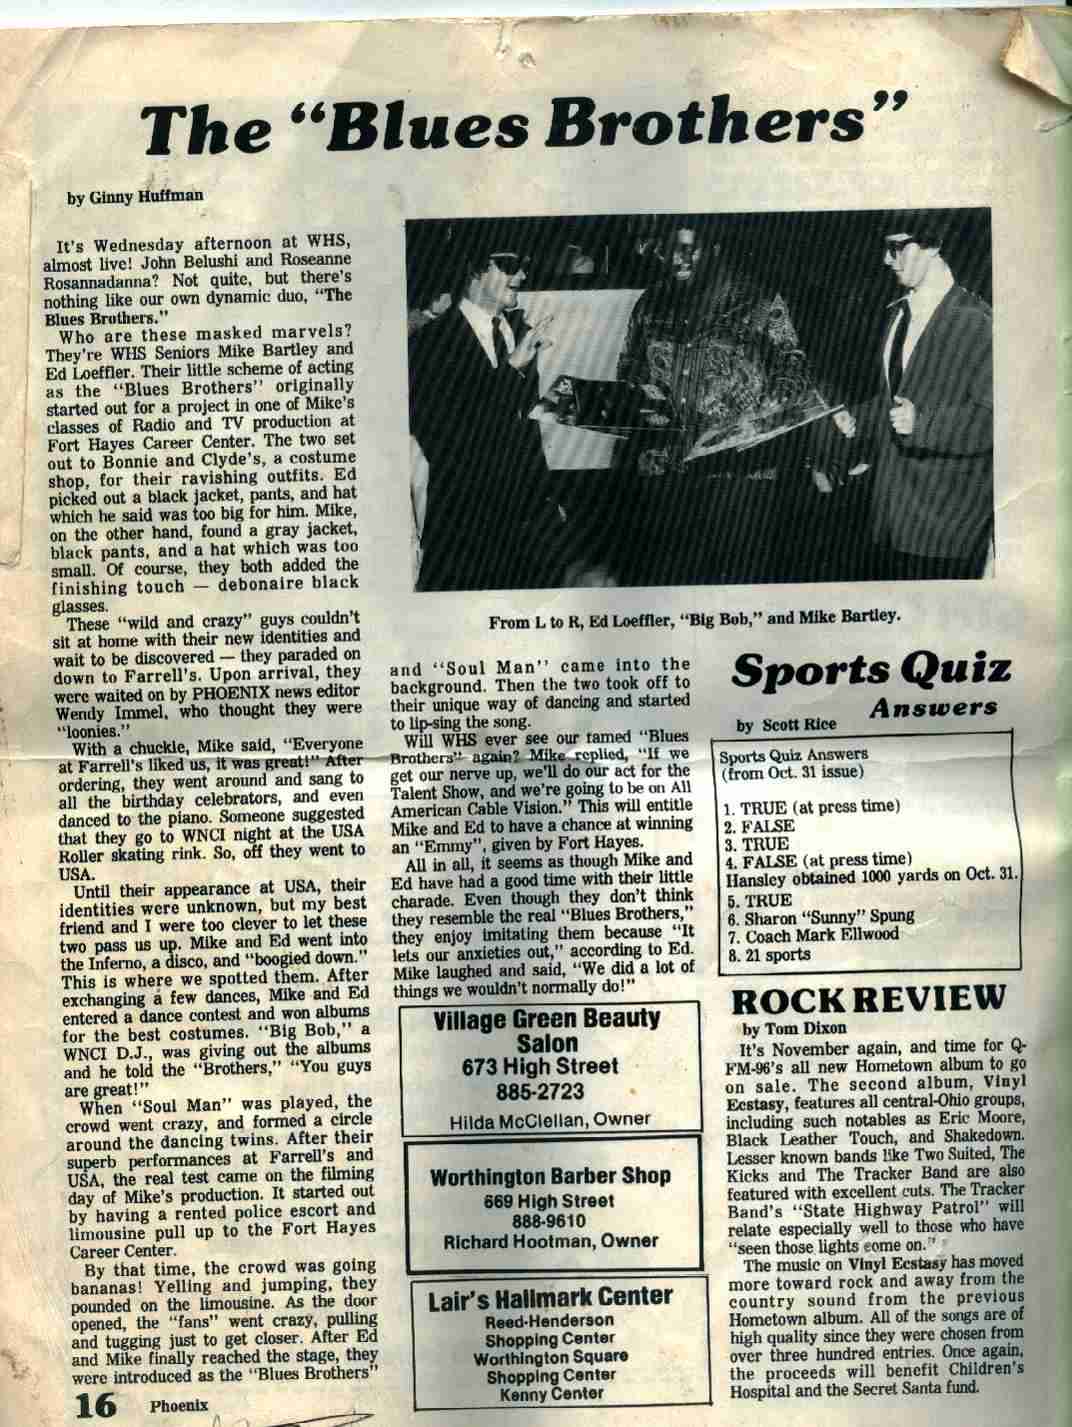 The "Blues Brothers"
by Ginny Huffman
It's Wednesday afternoon at WHS,
almost live! John Belushi and Roseanne
Rosannadanna? Not quite, but there's
nothing like our own dynamic duo, "The
Blues Brothers."
Who are these masked marvels?
They're WHS Seniors Mike Bartley and
Ed Loeffler. Their little scheme of acting
as the "Blues Brothers" originally
started out for a project in one of Mike's
classes of Radio and TV production at
Fort Hayes Career Center. The two set
out to Bonnie and Clyde's, a costume
shop, for their ravishing outfits. Ed
picked out a black jacket, pants, and hat
which he said was too big for him. Mike,
on the other hand, found a gray jacket,
black pants, and a hat which was too
small. Of course, they both added the
finishing touch — debonaire black
glasses.
These "wild and crazy" guys couldn't
sit at home with their new identities and
wait to be discovered — they paraded on
down to Farrell's. Upon arrival, they
were waited on by PHOENIX news editor
Wendy Immel, who thought they were
"loonies."
With a chuckle, Mike said, "Everyone
at Farrell's liked us, it was great!" After
ordering, they went around and sang to
all the birthday celebrators, and even
danced to the piano. Someone suggested
that they go to WNCI night at the USA
Roller skating rink. So, off they went to
USA.
Until their appearance at USA, their
identities were unknown, but my best
friend and I were too clever to let these
two pass us up. Mike and Ed went into
the Inferno, a disco, and "boogied down."
This is where we spotted them. After
exchanging a few dances, Mike and Ed
entered a dance contest and won albums
for the best costumes. "Big Bob," a
WNCI D.J., was giving out the albums
and he told the "Brothers," "You guys
are great!"
When "Soul Man" was played, the
crowd went crazy, and formed a circle
around the dancing twins. After their
superb performances at Farrell's and
USA, the real test came on the filming
day of Mike's production. It started out
by having a rented police escort and
limousine pull up to the Fort Hayes
Career Center.
By that time, the crowd was going
bananas! Yelling and jumping, they
pounded on the limousine. As the door
opened, the "fans" went crazy, pulling
and tugging just to get closer. After Ed
and Mike finally reached the stage, they
were introduced as the "Blues Brothers"
From L to R, Ed Loeffler, "Big Bob," and Mike Bartley.
and "Soul Man" came into the
background. Then the two took off to
their unique way of dancing and started
to lip-sing the song.
Will WHS ever see our famed "Blues
Brothers" again? Mike replied, "If we
get our nerve up, we'll do our act for the
Talent Show, and we're going to be on All
American Cable Vision." This will entitle
Mike and Ed to have a chance at winning
an "Emmy", given by Fort Hayes.
All in all, it seems as though Mike and
Ed have had a good time with their little
charade. Even though they don't think
they resemble the real "Blues Brothers,"
they enjoy imitating them because "It
lets our anxieties out," according to Ed.
Mike laughed and said, "We did a lot of
things we wouldn't normally do!"
Village Green Beauty
Salon
673 High Street
885-2723
Hilda McClellan, Owner
Worthington Barber Shop
669 High Street
888-9610
Richard Hootman, Owner
Lair's Hallmark Center
Reed-Henderson
Shopping Center
Worthington Square
Shopping Center
Kenny Center
Sports Quiz
Answers
by Scott Rice
Sports Quiz Answers
(from Oct. 31 issue)
1. TRUE (at press time)
2. FALSE
3. TRUE
4. FALSE (at press time)
Hansley obtained 1000 yards on Oct. 31.
5. TRUE
6. Sharon "Sunny" Spung
7. Coach Mark Ellwood
8. 21 sports
ROCK REVIEW
by Tom Dixon
It's November again, and time for Q-
FM-96's all new Hometown album to go
on sale. The second album, Vinyl
Ecstasy, features all central-Ohio groups,
including such notables as Eric Moore,
Black Leather Touch, and Shakedown.
Lesser known bands like Two Suited, The
Kicks and The Tracker Band are also
featured with excellent cuts. The Tracker
Band's "State Highway Patrol" will
relate especially well to those who have
"seen those lights come on."
The music on Vinyl Ecstasy has moved
more toward rock and away from the
country sound from the previous
Hometown album. All of the songs are of
high quality since they were chosen from
over three hundred entries. Once again,
the proceeds will benefit Children's
Hospital and the Secret Santa fund.
16 Phoenix